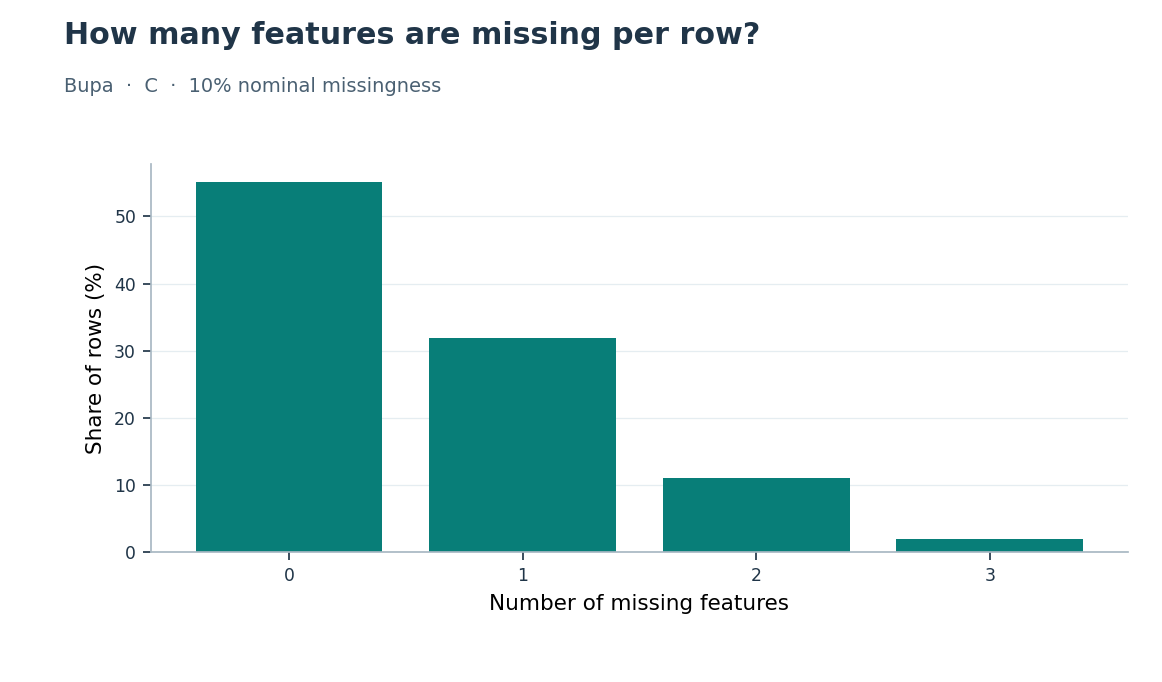 How many features are missing per row?
Bupa · C · 10% nominal missingness
Share of rows (%)
50
40
30
20
10
0
0 1 2 3
Number of missing features